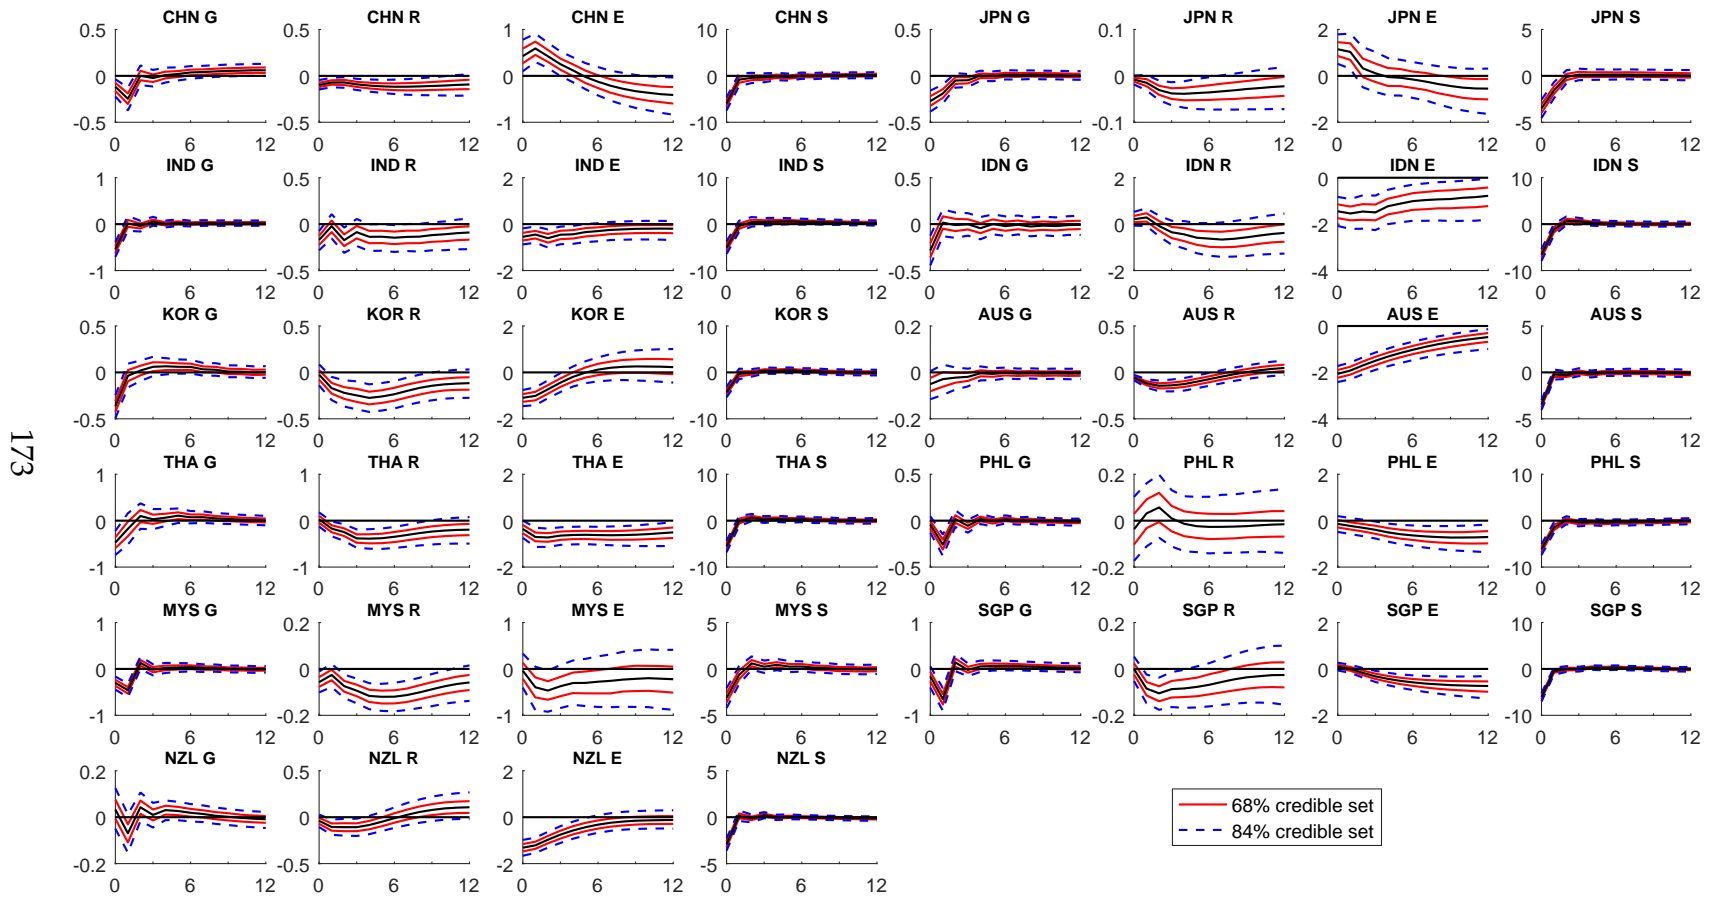 CHN G CHN R CHN E CHN S JPN G JPN R JPN E JPN S
0.5 0.5 1 10 0.5 0.1 2 5
0 0 0 0 0 0 0 0
-0.5 -0.5 -1 -10 -0.5 -0.1 -2 -5
0 6 12 0 6 12 0 6 12 0 6 12 0 6 12 0 6 12 0 6 12 0 6 12
IND G IND R IND E IND S IDN G IDN R IDN E IDN S
1 0.5 2 10 0.5 2 0 10
0 0 0 0 0 0 -2 0
-1 -0.5 -2 -10 -0.5 -2 -4 -10
0 6 12 0 6 12 0 6 12 0 6 12 0 6 12 0 6 12 0 6 12 0 6 12
KOR G KOR R KOR E KOR S AUS G AUS R AUS E AUS S
0.5 0.5 2 10 0.2 0.5 0 5
0 0 0 0 0 0 -2 0
-0.5 -0.5 -2 -10 -0.2 -0.5 -4 -5
0 6 12 0 6 12 0 6 12 0 6 12 0 6 12 0 6 12 0 6 12 0 6 12
173
THA G THA R THA E THA S PHL G PHL R PHL E PHL S
1 1 2 10 0.5 0.2 2 10
0 0 0 0 0 0 0 0
-1 -1 -2 -10 -0.5 -0.2 -2 -10
0 6 12 0 6 12 0 6 12 0 6 12 0 6 12 0 6 12 0 6 12 0 6 12
MYS G MYS R MYS E MYS S SGP G SGP R SGP E SGP S
1 0.2 1 5 1 0.2 2 10
0 0 0 0 0 0 0 0
-1 -0.2 -1 -5 -1 -0.2 -2 -10
0 6 12 0 6 12 0 6 12 0 6 12 0 6 12 0 6 12 0 6 12 0 6 12
NZL G NZL R NZL E NZL S
0.2 0.5 2 5
0 0 0 0
-0.2 -0.5 -2 -5
0 6 12 0 6 12 0 6 12 0 6 12
68% credible set
84% credible set